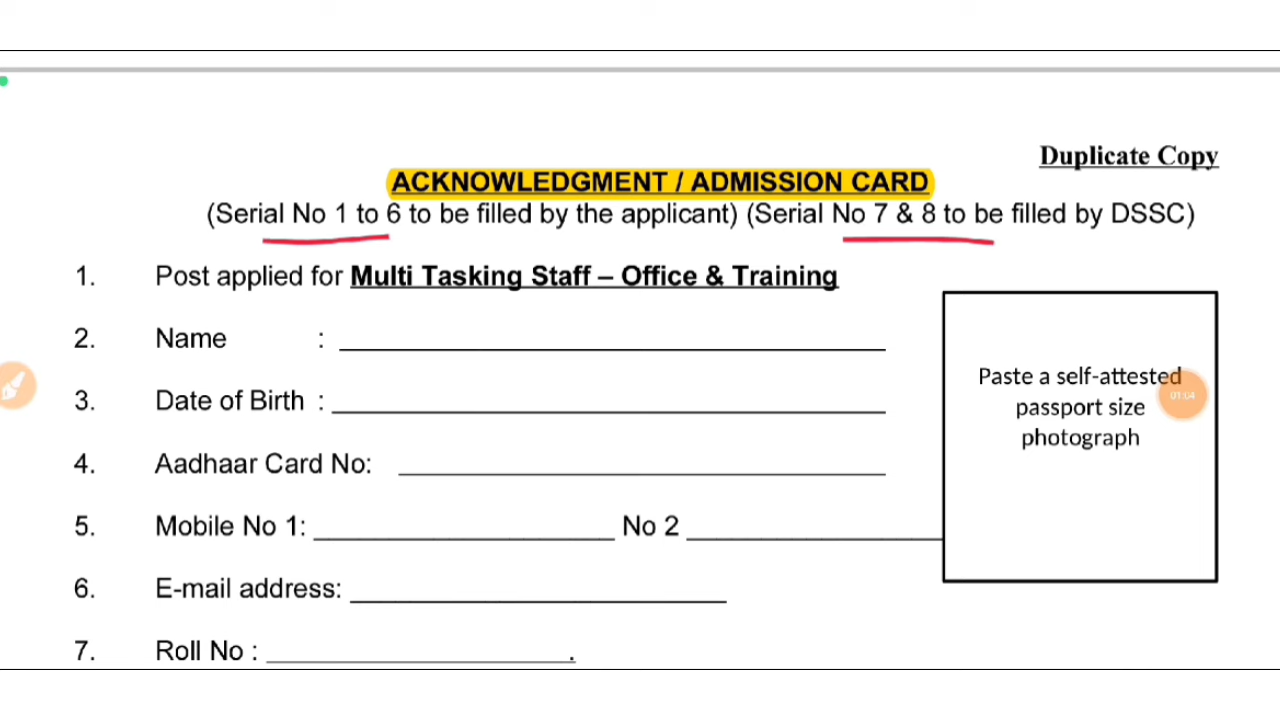 Duplicate Copy
ACKNOWLEDGMENT / ADMISSION CARD
(Serial No 1 to 6 to be filled by the applicant) (Serial No 7 & 8 to be filled by DSSC)
1. Post applied for Multi Tasking Staff – Office & Training
2. Name :
3. Date of Birth :
4. Aadhaar Card No:
5. Mobile No 1: No 2
6. E-mail address:
7. Roll No : .
Paste a self-attested
passport size
photograph
01:04